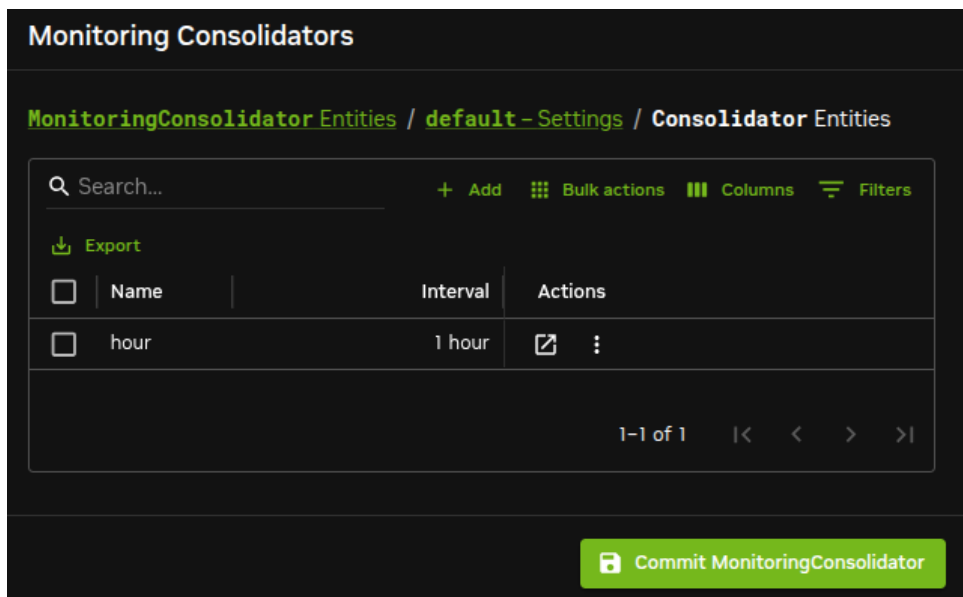 Monitoring Consolidators
MonitoringConsolidator Entities / default – Settings / Consolidator Entities
Search... + Add Bulk actions Columns Filters
Export
Name Interval Actions
hour 1 hour
1–1 of 1
Commit MonitoringConsolidator